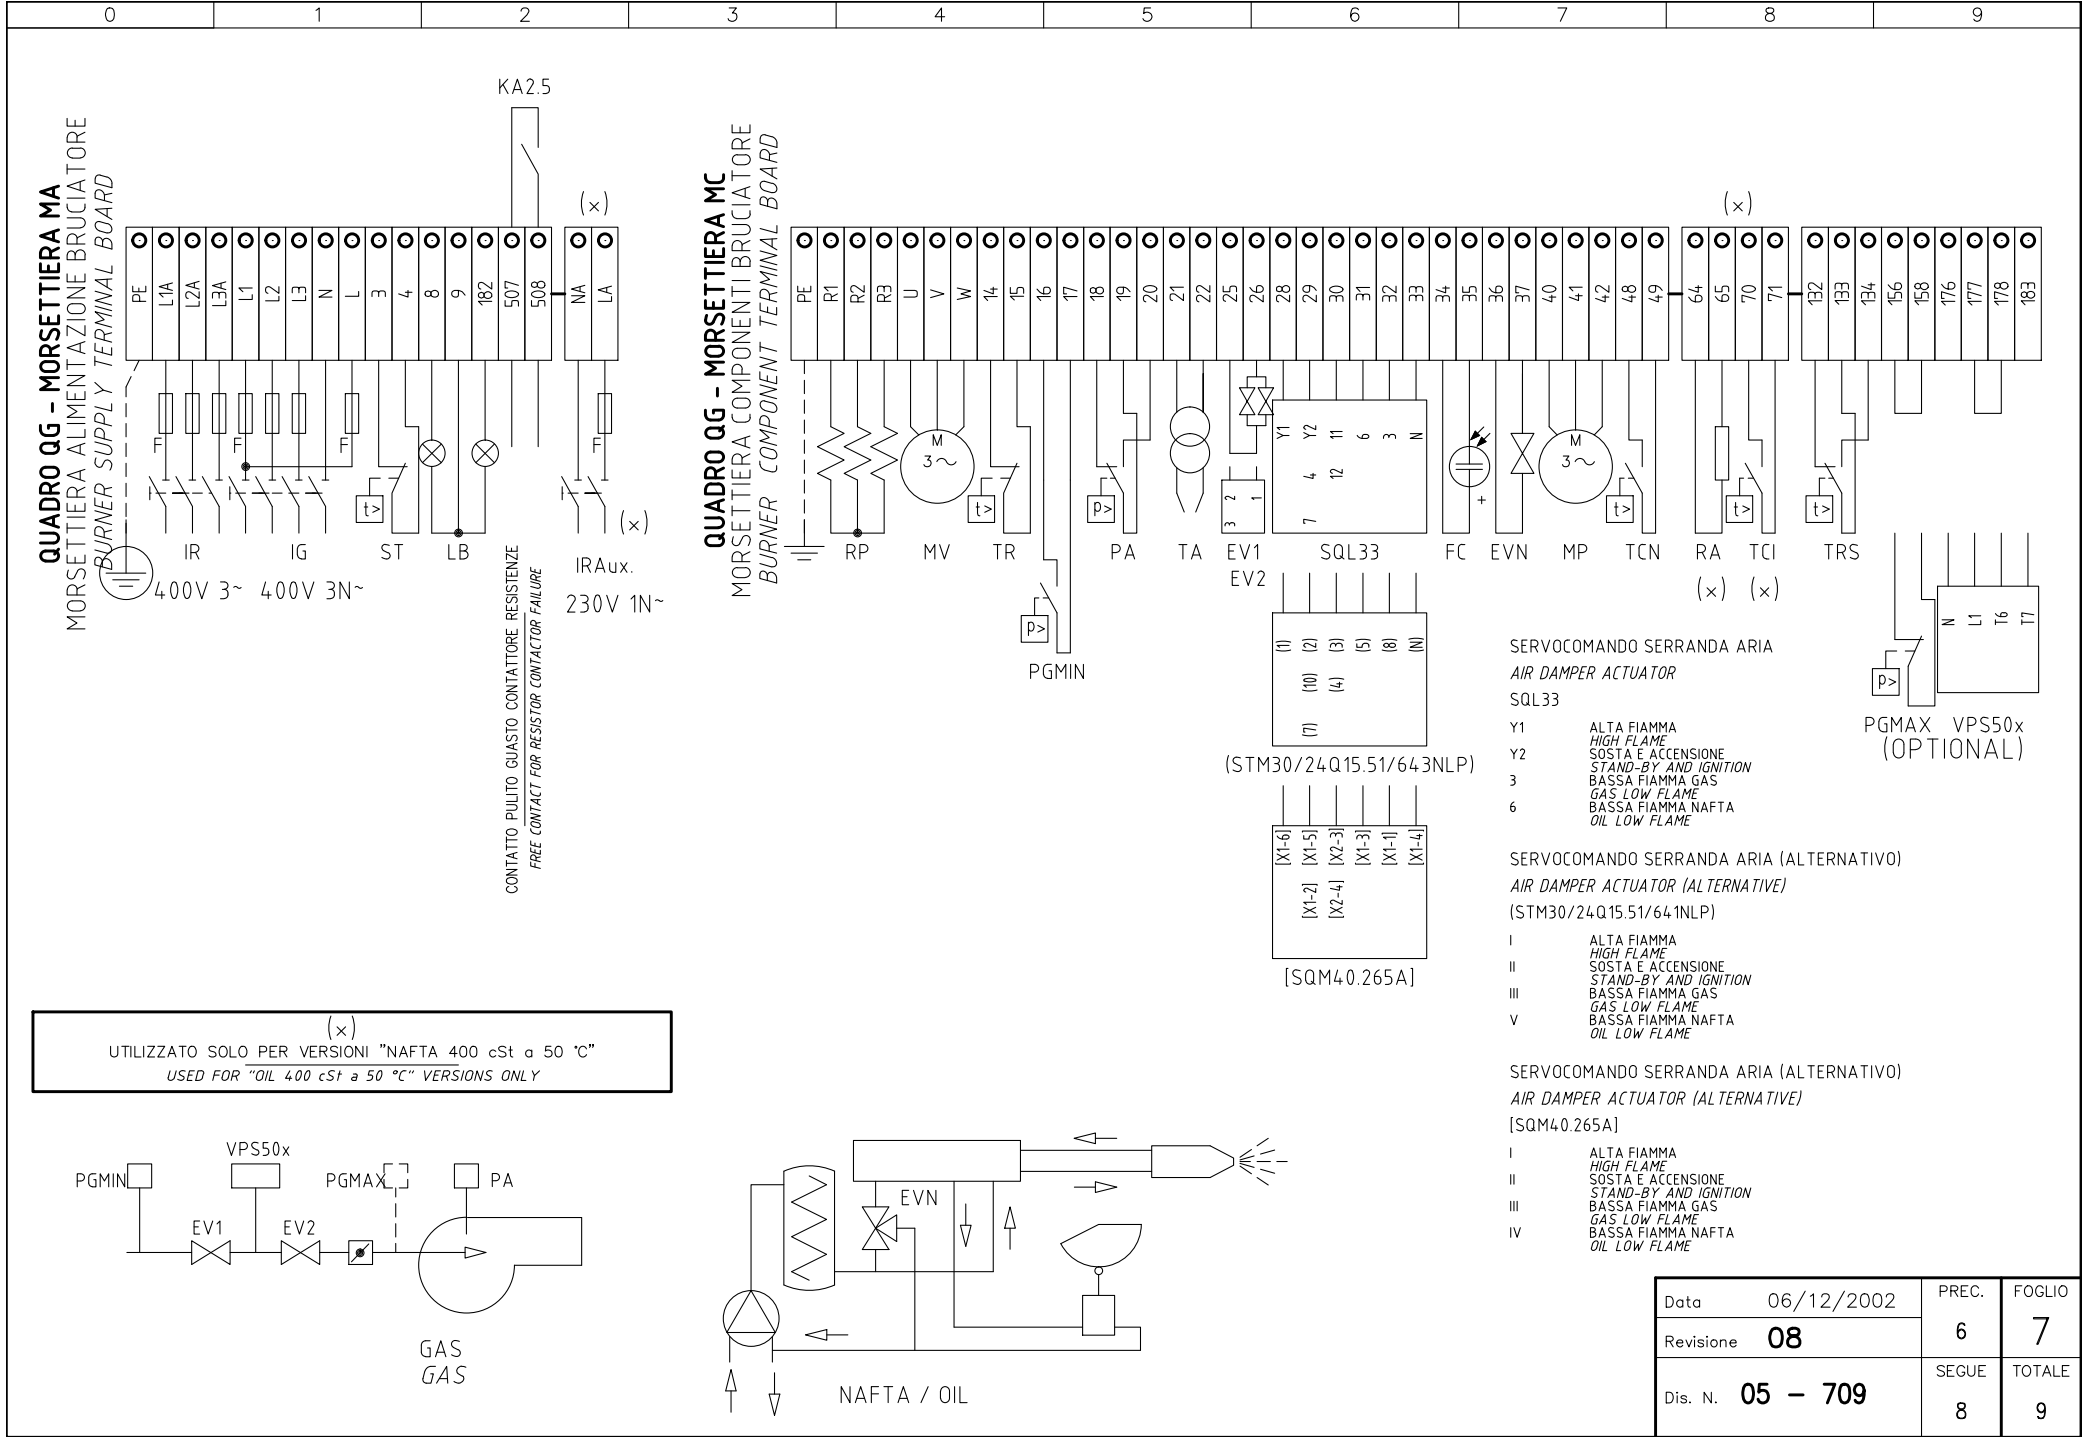 0 1 2 3 4 5 6 7 8 9
KA2.5
QUADRO QG - MORSETTIERA MA
MORSETTIERA ALIMENTAZIONE BRUCIATORE
BURNER SUPPLY TERMINAL BOARD
(x)
PE L1A L2A L3A L1 L2 L3 N L 3 4 8 9 182 507 508 NA LA
F F F F
(x)
IR IG ST LB IRAux.
400V 3~ 400V 3N~ 230V 1N~
t>
CONTATTO PULITO GUASTO CONTATTORE RESISTENZE
FREE CONTACT FOR RESISTOR CONTACTOR FAILURE
QUADRO QG - MORSETTIERA MC
MORSETTIERA COMPONENTI BRUCIATORE
BURNER COMPONENT TERMINAL BOARD
(x)
PE R1 R2 R3 U V W 14 15 16 17 18 19 20 21 22 25 26 28 29 30 31 32 33 34 35 36 37 40 41 42 48 49 64 65 70 71 132 133 134 156 158 176 177 178 183
M
3~
t>
p>
2 1
3
Y1 Y2 11 6 3 N
4 12
7
+
M
3~
t>
t>
t>
RP MV TR PA TA EV1 SQL33 FC EVN MP TCN RA TCI TRS
EV2
(x) (x)
p>
PGMIN
(1) (2) (3) (5) (8) (N)
(10) (4)
(7)
(STM30/24Q15.51/643NLP)
[X1-6] [X1-5] [X2-3] [X1-3] [X1-1] [X1-4]
[X1-2] [X2-4]
[SQM40.265A]
N L1 T6 T7
p>
PGMAX VPS50x
(OPTIONAL)
SERVOCOMANDO SERRANDA ARIA
AIR DAMPER ACTUATOR
SQL33
Y1 ALTA FIAMMA
HIGH FLAME
Y2 SOSTA E ACCENSIONE
STAND-BY AND IGNITION
3 BASSA FIAMMA GAS
GAS LOW FLAME
6 BASSA FIAMMA NAFTA
OIL LOW FLAME
SERVOCOMANDO SERRANDA ARIA (ALTERNATIVO)
AIR DAMPER ACTUATOR (ALTERNATIVE)
(STM30/24Q15.51/641NLP)
I ALTA FIAMMA
HIGH FLAME
II SOSTA E ACCENSIONE
STAND-BY AND IGNITION
III BASSA FIAMMA GAS
GAS LOW FLAME
V BASSA FIAMMA NAFTA
OIL LOW FLAME
SERVOCOMANDO SERRANDA ARIA (ALTERNATIVO)
AIR DAMPER ACTUATOR (ALTERNATIVE)
[SQM40.265A]
I ALTA FIAMMA
HIGH FLAME
II SOSTA E ACCENSIONE
STAND-BY AND IGNITION
III BASSA FIAMMA GAS
GAS LOW FLAME
IV BASSA FIAMMA NAFTA
OIL LOW FLAME
(x)
UTILIZZATO SOLO PER VERSIONI "NAFTA 400 cSt a 50 °C"
USED FOR "OIL 400 cSt a 50 °C" VERSIONS ONLY
VPS50x
PGMIN PGMAX PA
EV1 EV2
GAS
GAS
EVN
NAFTA / OIL
Data 06/12/2002 PREC. FOGLIO
6 7
Revisione 08
SEGUE TOTALE
Dis. N. 05 - 709
8 9